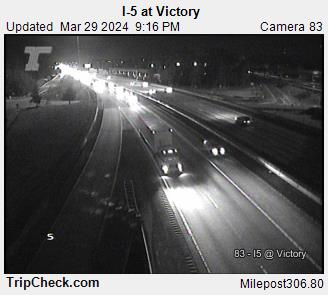 I-5 at Victory
Updated Mar 29 2024 9:16 PM Camera 83
T
S
83 - I5 @ Victory
TripCheck.com Milepost306.80